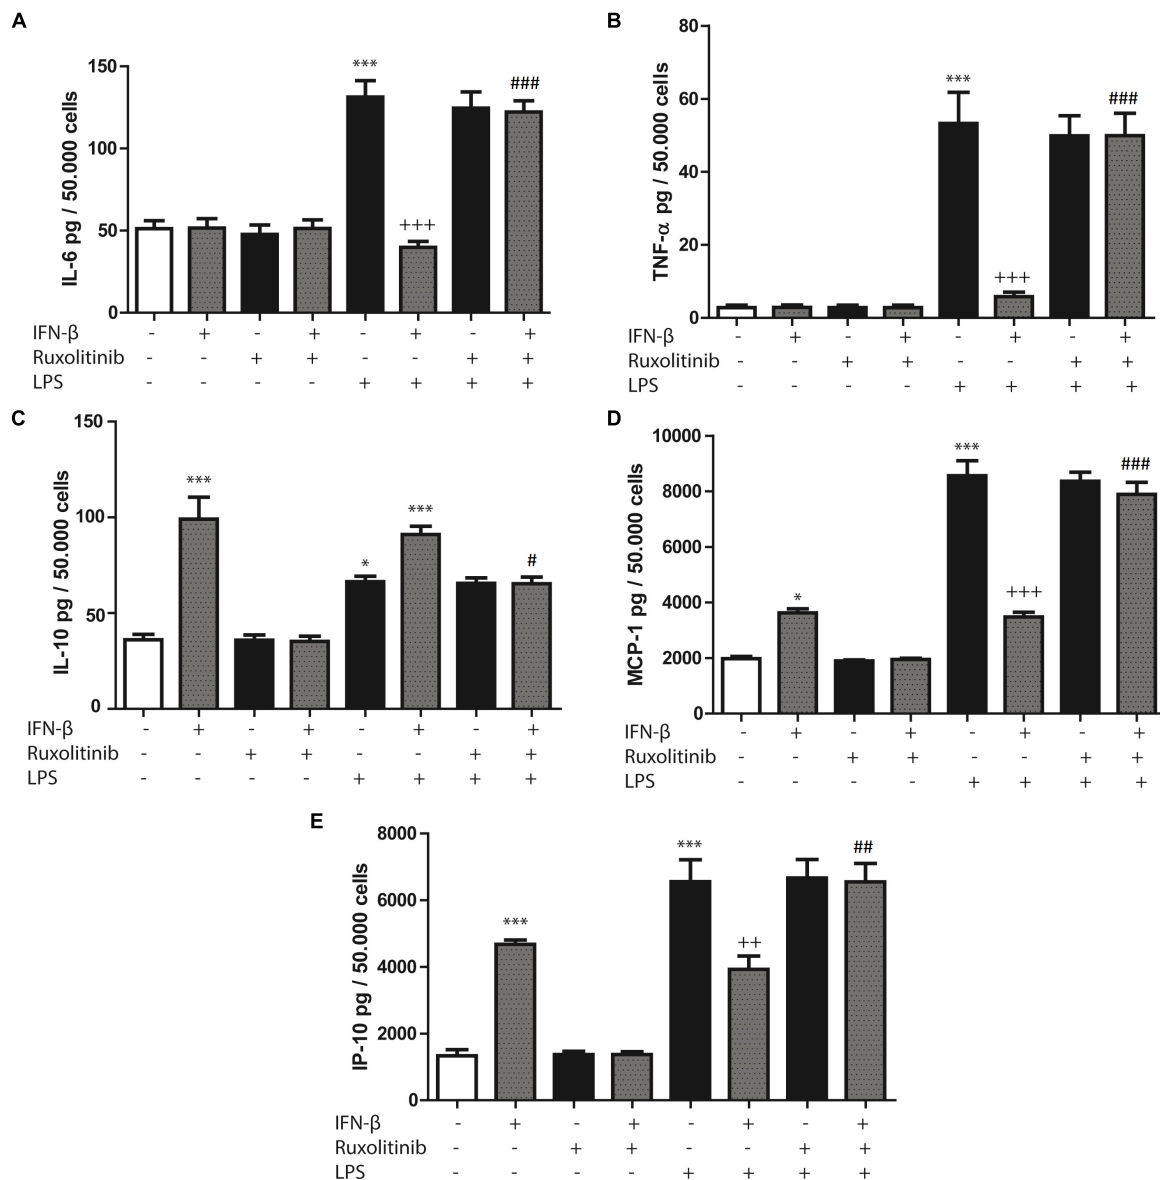 A
IL-6 pg / 50.000 cells
150
100
50
0
***
+++
###
IFN-β - + - + - + - +
Ruxolitinib - - + + - - + +
LPS - - - - + + + +
B
TNF-α pg / 50.000 cells
80
60
40
20
0
***
+++
###
IFN-β - + - + - + - +
Ruxolitinib - - + + - - + +
LPS - - - - + + + +
C
IL-10 pg / 50.000 cells
150
100
50
0
***
*
***
#
IFN-β - + - + - + - +
Ruxolitinib - - + + - - + +
LPS - - - - + + + +
D
MCP-1 pg / 50.000 cells
10000
8000
6000
4000
2000
0
*
***
+++
###
IFN-β - + - + - + - +
Ruxolitinib - - + + - - + +
LPS - - - - + + + +
E
IP-10 pg / 50.000 cells
8000
6000
4000
2000
0
***
***
++
##
IFN-β - + - + - + - +
Ruxolitinib - - + + - - + +
LPS - - - - + + + +